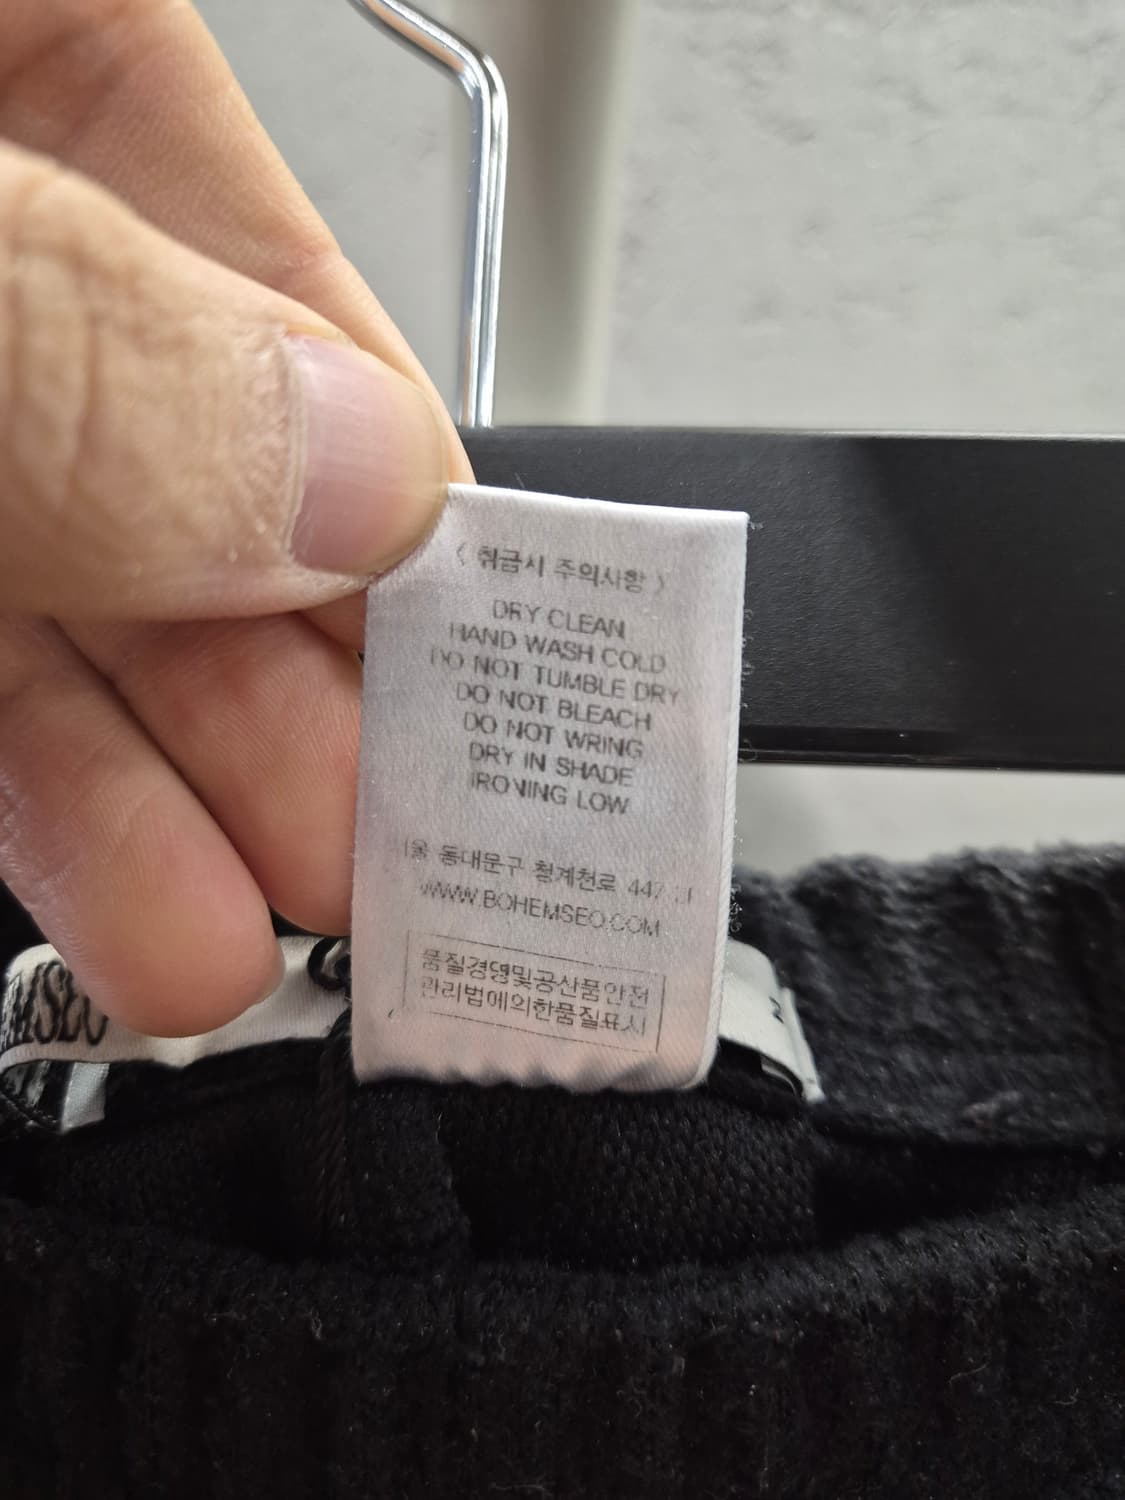 < 취급시 주의사항 >
DRY CLEAN
HAND WASH COLD
DO NOT TUMBLE DRY
DO NOT BLEACH
DO NOT WRING
DRY IN SHADE
IRONING LOW
동대문구 청계천로 447
WWW.BOHEMSEO.COM
품질경영및공산품안전
관리법에의한품질표시
2